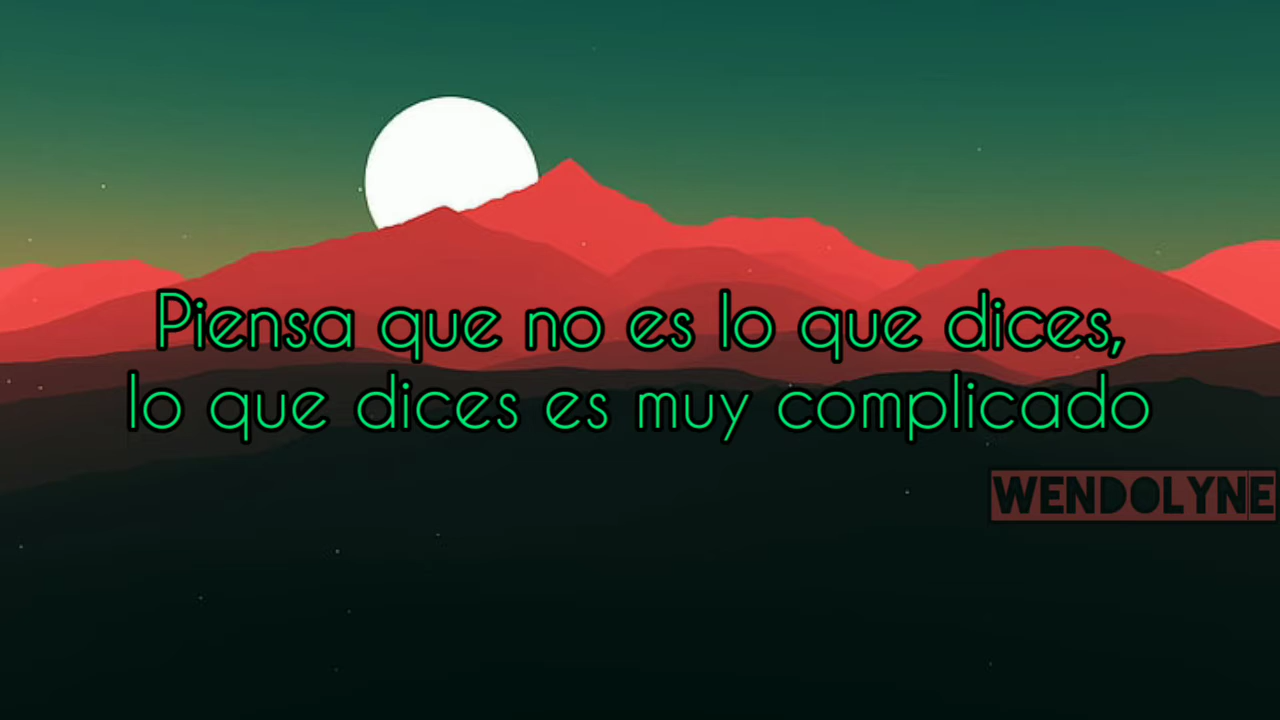 Piensa que no es lo que dices,
lo que dices es muy complicado
WENDOLYNE